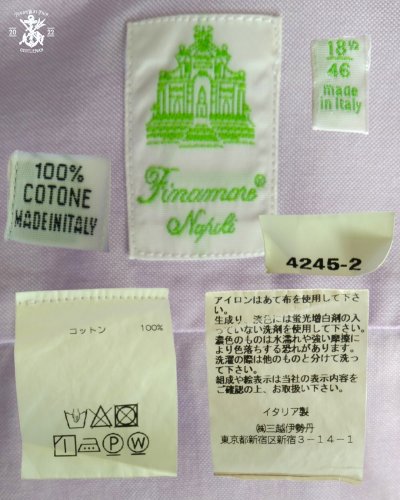 20 22
GENTLEMAN
18 1/2
46
made
in Italy
100%
COTONE
MADEINITALY
Finamore®
Napoli
4245-2
コットン 100%
P W
アイロンはあて布を使用して下さ
い。
生成り、淡色には蛍光増白剤の入
っていない洗剤を使用して下さい。
濃色のものは水濡れや強い摩擦に
より色落ちする恐れがあります。
洗濯の際は他のものと分けて洗っ
て下さい。
組成や絵表示は当社の表示内容を
ご確認の上、お取扱い下さい。
イタリア製
㈱三越伊勢丹
東京都新宿区新宿3-14-1